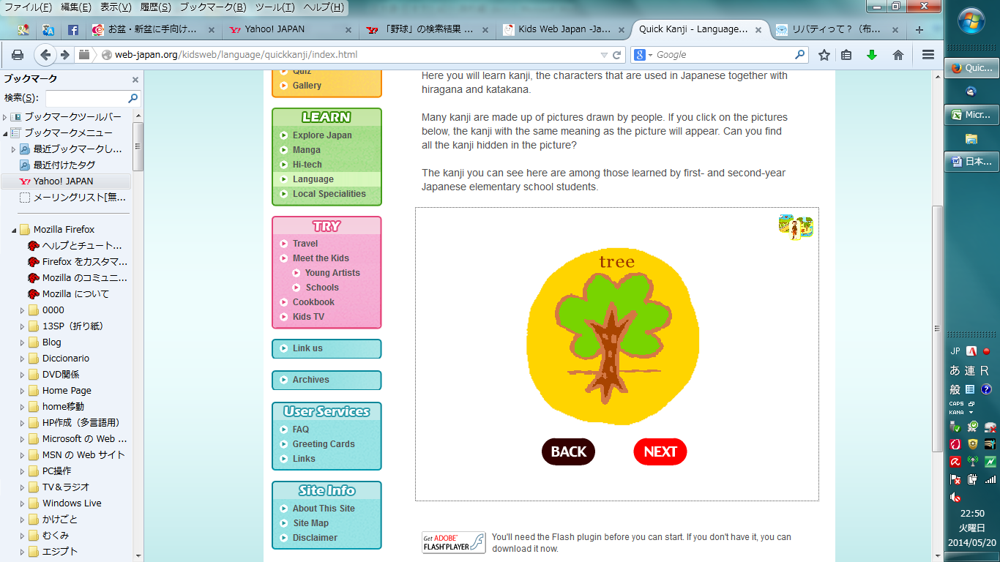 ファイル(F) 編集(E) 表示(V) 履歴(S) ブックマーク(B) ツール(T) ヘルプ(H)
お盆・新盆に手向け... Yahoo! JAPAN 「野球」の検索結果 ... Kids Web Japan -Ja... Quick Kanji - Language... リバティって？（布...
web-japan.org/kidsweb/language/quickkanji/index.html
Google
ブックマーク
検索(S):
ブックマークツールバー
ブックマークメニュー
最近ブックマークし...
最近付けたタグ
Yahoo! JAPAN
メーリングリスト[無...
Mozilla Firefox
ヘルプとチュート...
Firefox をカスタマ...
Mozilla のコミュニ...
Mozilla について
0000
13SP（折り紙）
Blog
Diccionario
DVD関係
Home Page
home移動
HP作成（多言語用）
Microsoft の Web ...
MSN の Web サイト
PC操作
TV＆ラジオ
Windows Live
かけごと
むくみ
エジプト
Quiz
Gallery
LEARN
Explore Japan
Manga
Hi-tech
Language
Local Specialities
TRY
Travel
Meet the Kids
Young Artists
Schools
Cookbook
Kids TV
Link us
Archives
User Services
FAQ
Greeting Cards
Links
Site Info
About This Site
Site Map
Disclaimer
Here you will learn kanji, the characters that are used in Japanese together with
hiragana and katakana.
Many kanji are made up of pictures drawn by people. If you click on the pictures
below, the kanji with the same meaning as the picture will appear. Can you find
all the kanji hidden in the picture?
The kanji you can see here are among those learned by first- and second-year
Japanese elementary school students.
tree
BACK NEXT
Get ADOBE
FLASH PLAYER
You'll need the Flash plugin before you can start. If you don't have it, you can
download it now.
Quic...
Micr...
日本...
JP A
あ 連 R
般
CAPS
KANA
22:50
火曜日
2014/05/20